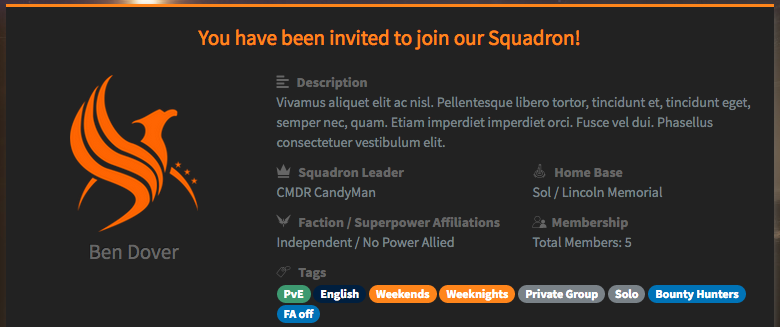 You have been invited to join our Squadron!
Description
Vivamus aliquet elit ac nisl. Pellentesque libero tortor, tincidunt et, tincidunt eget,
semper nec, quam. Etiam imperdiet imperdiet orci. Fusce vel dui. Phasellus
consectetuer vestibulum elit.
Squadron Leader
CMDR CandyMan
Home Base
Sol / Lincoln Memorial
Faction / Superpower Affiliations
Independent / No Power Allied
Membership
Total Members: 5
Ben Dover
Tags
PvE English Weekends Weeknights Private Group Solo Bounty Hunters
FA off